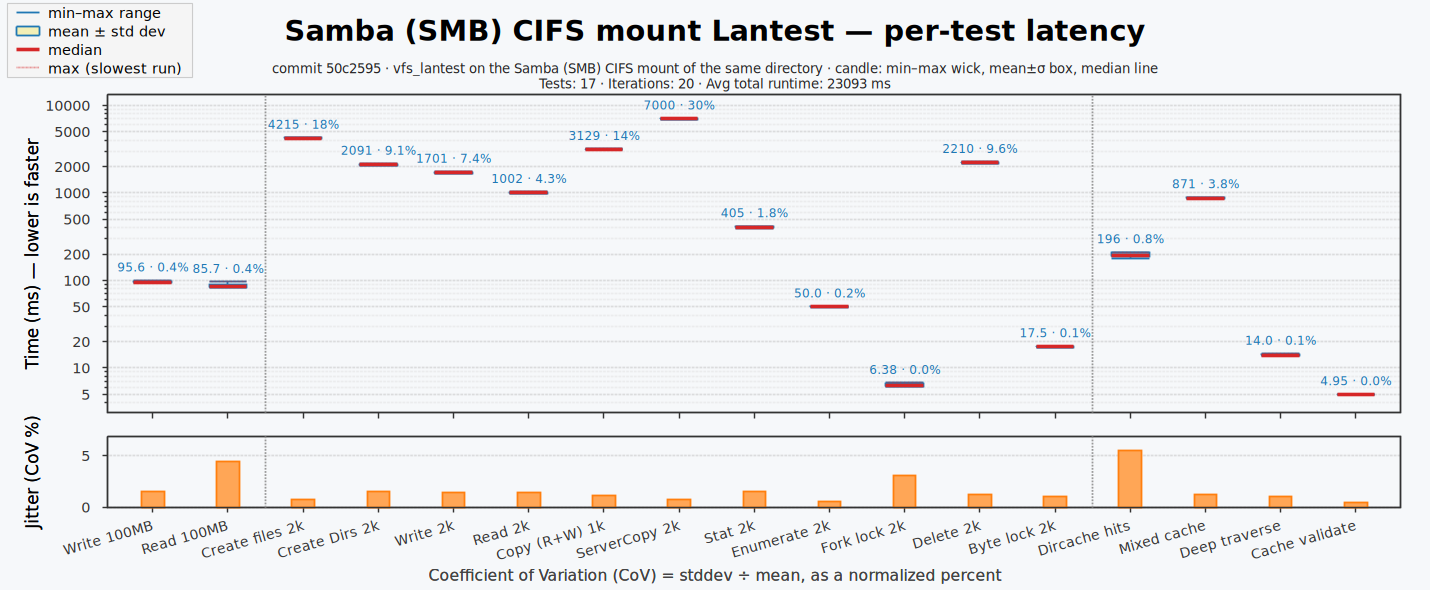 min–max range
mean ± std dev
median
max (slowest run)
Samba (SMB) CIFS mount Lantest — per-test latency
commit 50c2595 · vfs_lantest on the Samba (SMB) CIFS mount of the same directory · candle: min–max wick, mean±σ box, median line
Tests: 17 · Iterations: 20 · Avg total runtime: 23093 ms
Time (ms) — lower is faster
10000
5000
2000
1000
500
200
100
50
20
10
5
95.6 · 0.4%
85.7 · 0.4%
4215 · 18%
2091 · 9.1%
1701 · 7.4%
1002 · 4.3%
3129 · 14%
7000 · 30%
405 · 1.8%
50.0 · 0.2%
6.38 · 0.0%
2210 · 9.6%
17.5 · 0.1%
196 · 0.8%
871 · 3.8%
14.0 · 0.1%
4.95 · 0.0%
Jitter (CoV %)
5
0
Write 100MB
Read 100MB
Create files 2k
Create Dirs 2k
Write 2k
Read 2k
Copy (R+W) 1k
ServerCopy 2k
Stat 2k
Enumerate 2k
Fork lock 2k
Delete 2k
Byte lock 2k
Dircache hits
Mixed cache
Deep traverse
Cache validate
Coefficient of Variation (CoV) = stddev ÷ mean, as a normalized percent